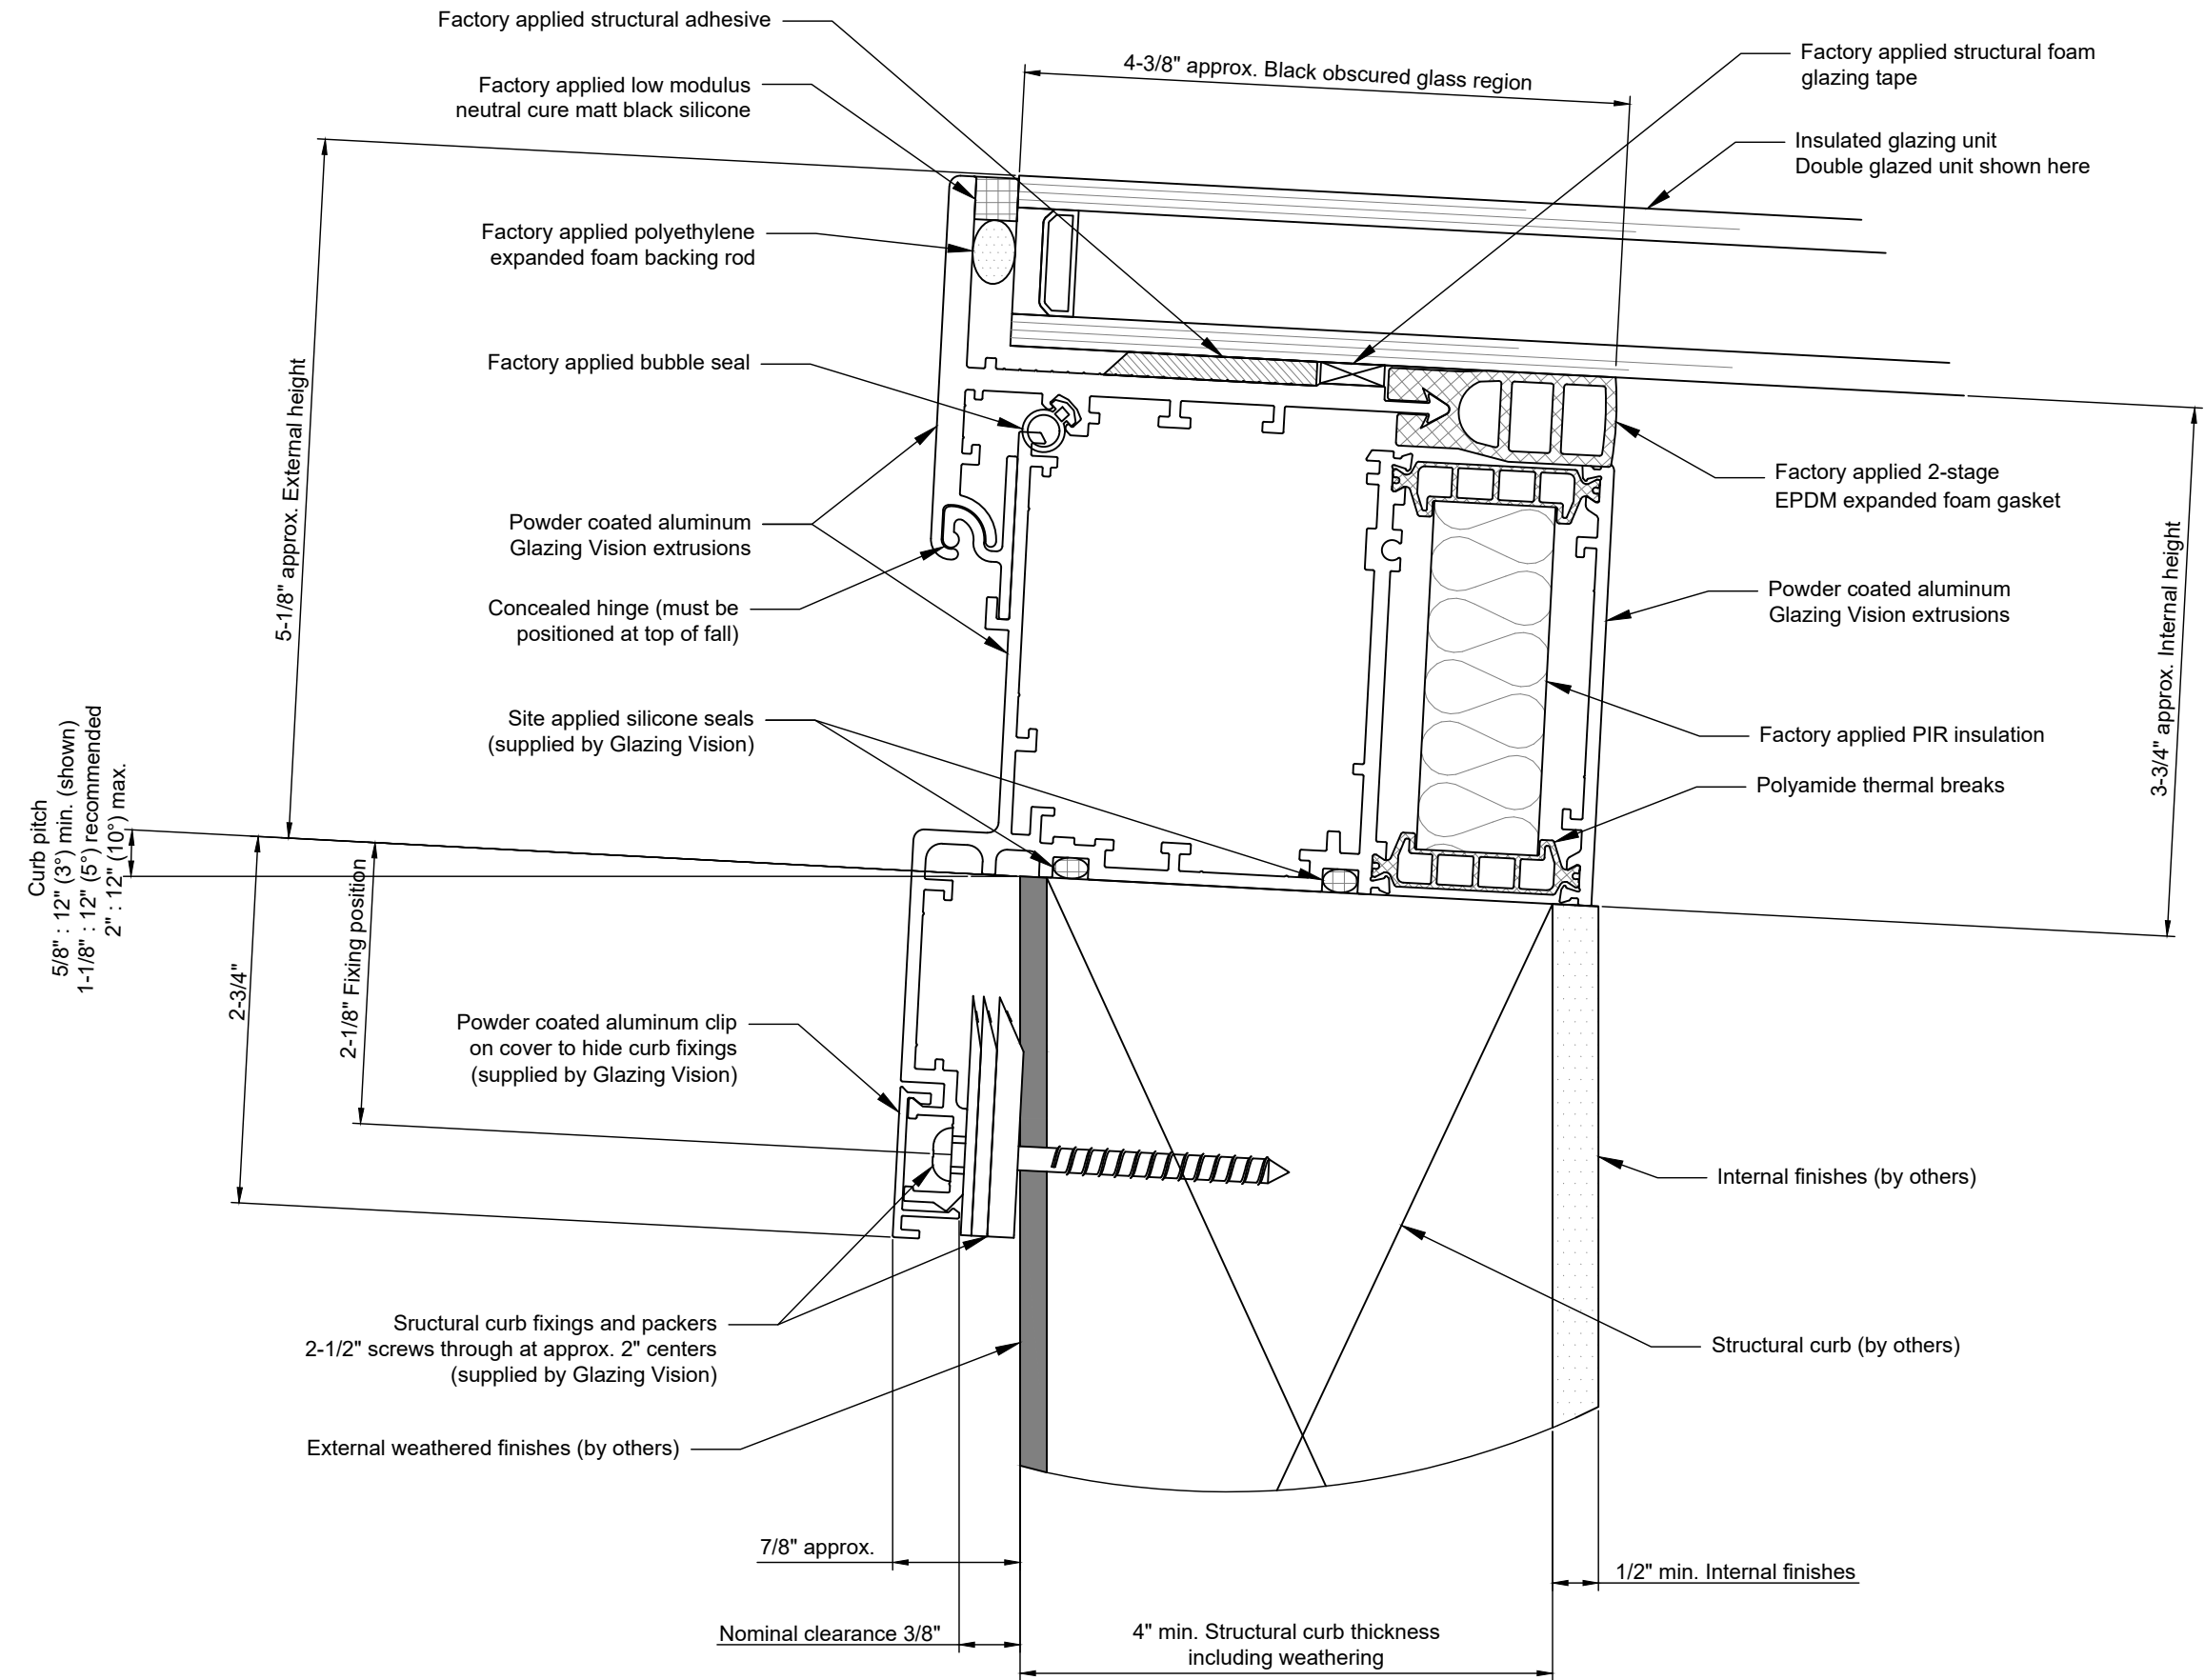 Factory applied structural adhesive
Factory applied low modulus
neutral cure matt black silicone
Factory applied polyethylene
expanded foam backing rod
Factory applied bubble seal
Powder coated aluminum
Glazing Vision extrusions
Concealed hinge (must be
positioned at top of fall)
Site applied silicone seals
(supplied by Glazing Vision)
Powder coated aluminum clip
on cover to hide curb fixings
(supplied by Glazing Vision)
Sructural curb fixings and packers
2-1/2" screws through at approx. 2" centers
(supplied by Glazing Vision)
External weathered finishes (by others)
4-3/8" approx. Black obscured glass region
Factory applied structural foam
glazing tape
Insulated glazing unit
Double glazed unit shown here
Factory applied 2-stage
EPDM expanded foam gasket
Powder coated aluminum
Glazing Vision extrusions
Factory applied PIR insulation
Polyamide thermal breaks
Internal finishes (by others)
Structural curb (by others)
5-1/8" approx. External height
3-3/4" approx. Internal height
Curb pitch
5/8" : 12" (3°) min. (shown)
1-1/8" : 12" (5°) recommended
2" : 12" (10°) max.
2-3/4"
2-1/8" Fixing position
7/8" approx.
Nominal clearance 3/8"
4" min. Structural curb thickness
including weathering
1/2" min. Internal finishes